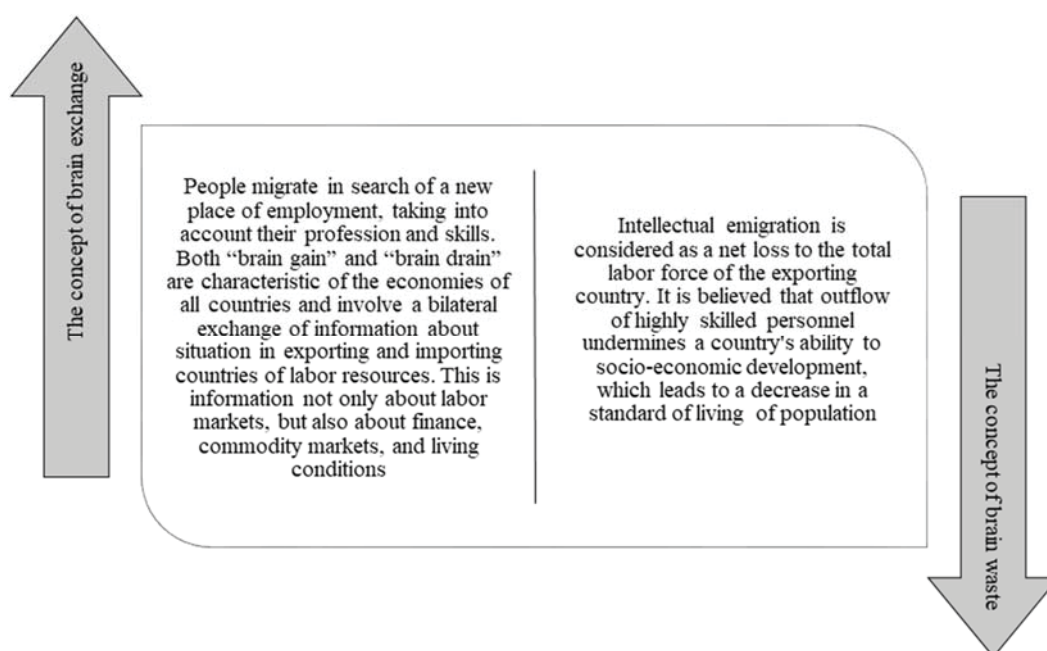 The concept of brain exchange
People migrate in search of a new
place of employment, taking into
account their profession and skills.
Both “brain gain” and “brain drain”
are characteristic of the economies of
all countries and involve a bilateral
exchange of information about
situation in exporting and importing
countries of labor resources. This is
information not only about labor
markets, but also about finance,
commodity markets, and living
conditions
Intellectual emigration is
considered as a net loss to the total
labor force of the exporting
country. It is believed that outflow
of highly skilled personnel
undermines a country's ability to
socio-economic development,
which leads to a decrease in a
standard of living of population
The concept of brain waste